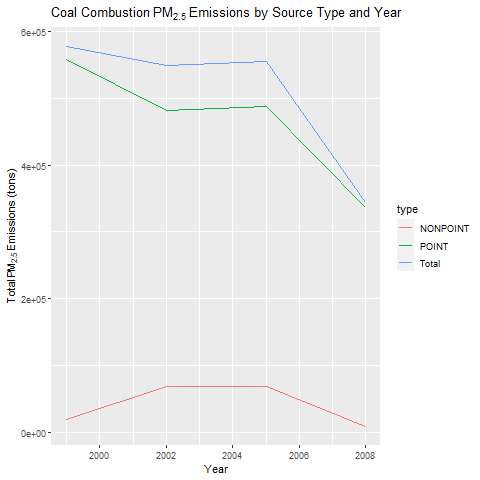 Coal Combustion PM2.5 Emissions by Source Type and Year
6e+05
4e+05
2e+05
0e+00
Total PM2.5 Emissions (tons)
2000 2002 2004 2006 2008
Year
type
NONPOINT
POINT
Total